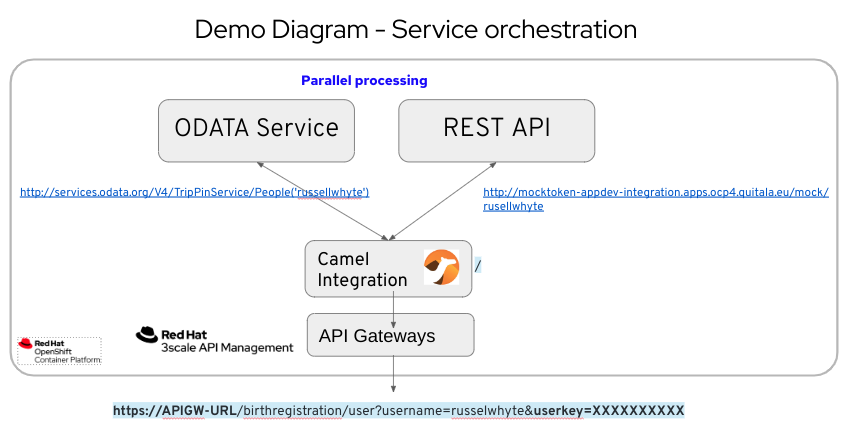 Demo Diagram - Service orchestration
Parallel processing
ODATA Service
REST API
http://services.odata.org/V4/TripPinService/People('russellwhyte')
http://mocktoken-appdev-integration.apps.ocp4.quitala.eu/mock/
rusellwhyte
Camel
Integration
/
Red Hat
3scale API Management
API Gateways
Red Hat
OpenShift
Container Platform
https://APIGW-URL/birthregistration/user?username=russelwhyte&userkey=XXXXXXXXXX